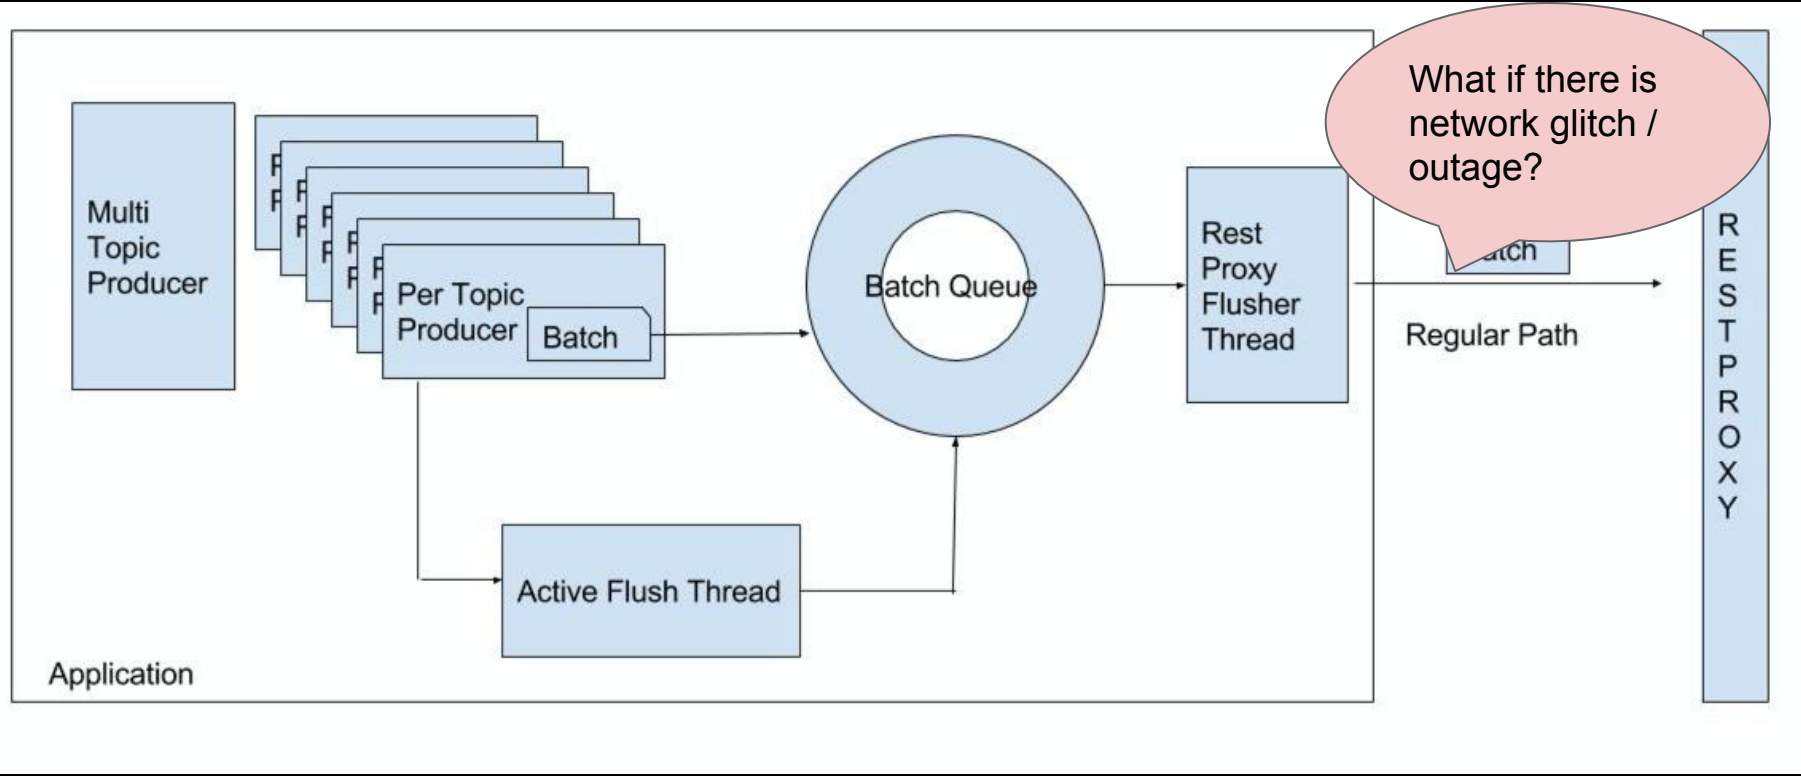 What if there is
network glitch /
outage?
Multi
Topic
Producer
Per Topic
Producer
Batch
Batch Queue
Rest
Proxy
Flusher
Thread
Regular Path
R
E
S
T
P
R
O
X
Y
Active Flush Thread
Application